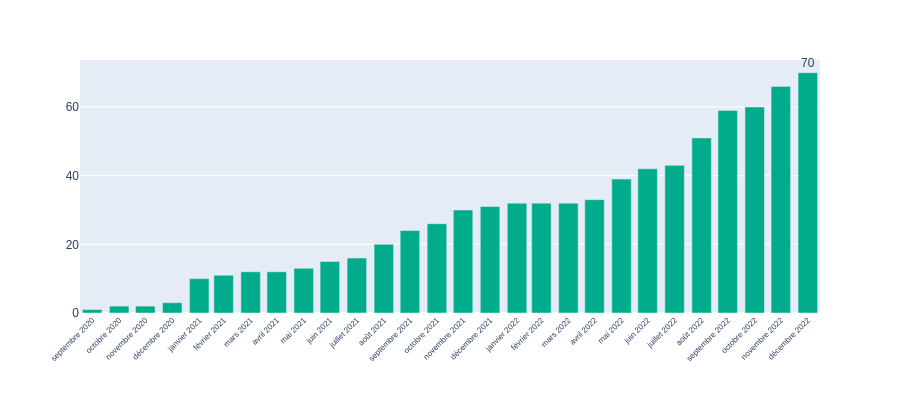 70
60
40
20
0
septembre 2020
octobre 2020
novembre 2020
décembre 2020
janvier 2021
février 2021
mars 2021
avril 2021
mai 2021
juin 2021
juillet 2021
août 2021
septembre 2021
octobre 2021
novembre 2021
décembre 2021
janvier 2022
février 2022
mars 2022
avril 2022
mai 2022
juin 2022
juillet 2022
août 2022
septembre 2022
octobre 2022
novembre 2022
décembre 2022